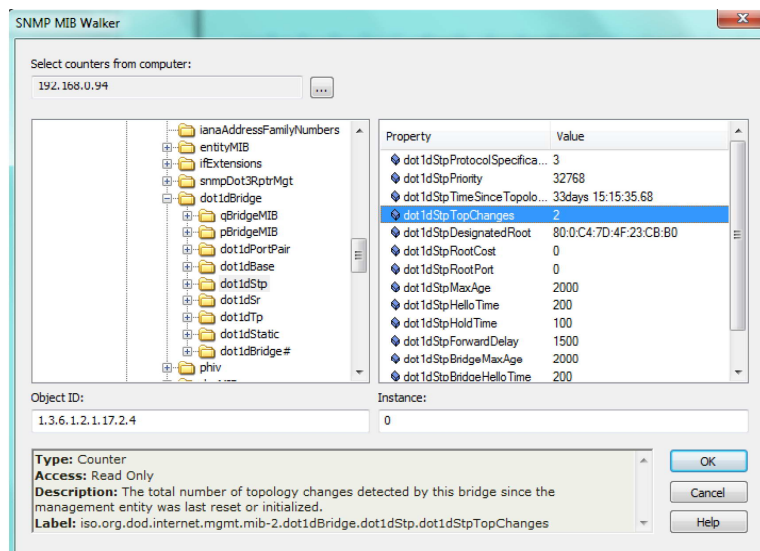 SNMP MIB Walker
Select counters from computer:
192.168.0.94
...
ianaAddressFamilyNumbers
entityMIB
ifExtensions
snmpDot3RptrMgt
dot1dBridge
qBridgeMIB
pBridgeMIB
dot1dPortPair
dot1dBase
dot1dStp
dot1dSr
dot1dTp
dot1dStatic
dot1dBridge#
phiv
Property Value
dot1dStpProtocolSpecifica... 3
dot1dStpPriority 32768
dot1dStpTimeSinceTopolo... 33days 15:15:35.68
dot1dStpTopChanges 2
dot1dStpDesignatedRoot 80:0:C4:7D:4F:23:CB:B0
dot1dStpRootCost 0
dot1dStpRootPort 0
dot1dStpMaxAge 2000
dot1dStpHelloTime 200
dot1dStpHoldTime 100
dot1dStpForwardDelay 1500
dot1dStpBridgeMaxAge 2000
dot1dStpBridgeHelloTime 200
Object ID:
1.3.6.1.2.1.17.2.4
Instance:
0
Type: Counter
Access: Read Only
Description: The total number of topology changes detected by this bridge since the
management entity was last reset or initialized.
Label: iso.org.dod.internet.mgmt.mib-2.dot1dBridge.dot1dStp.dot1dStpTopChanges
OK
Cancel
Help